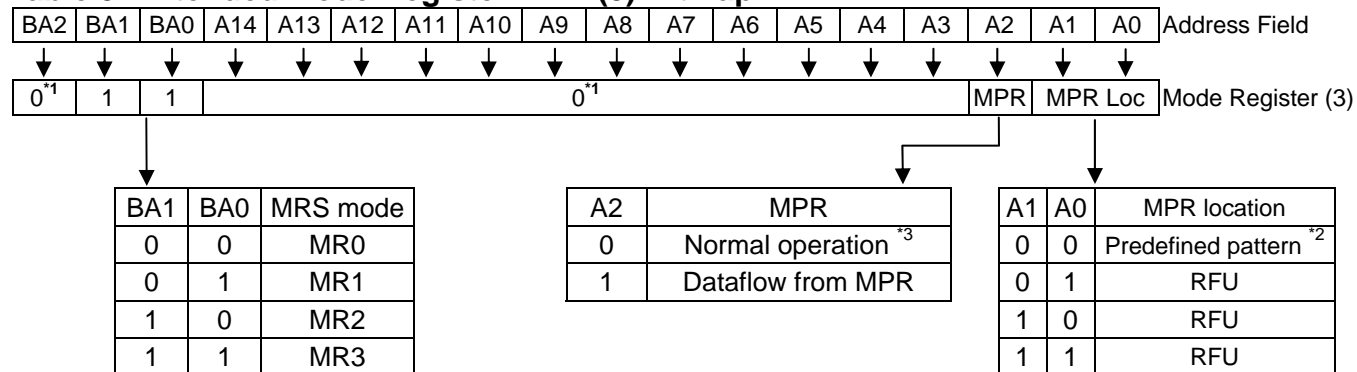 BA2 BA1 BA0 A14 A13 A12 A11 A10 A9 A8 A7 A6 A5 A4 A3 A2 A1 A0 Address Field
0*1 1 1 0*1 MPR MPR Loc Mode Register (3)
BA1 BA0 MRS mode
0 0 MR0
0 1 MR1
1 0 MR2
1 1 MR3
A2 MPR
0 Normal operation *3
1 Dataflow from MPR
A1 A0 MPR location
0 0 Predefined pattern *2
0 1 RFU
1 0 RFU
1 1 RFU